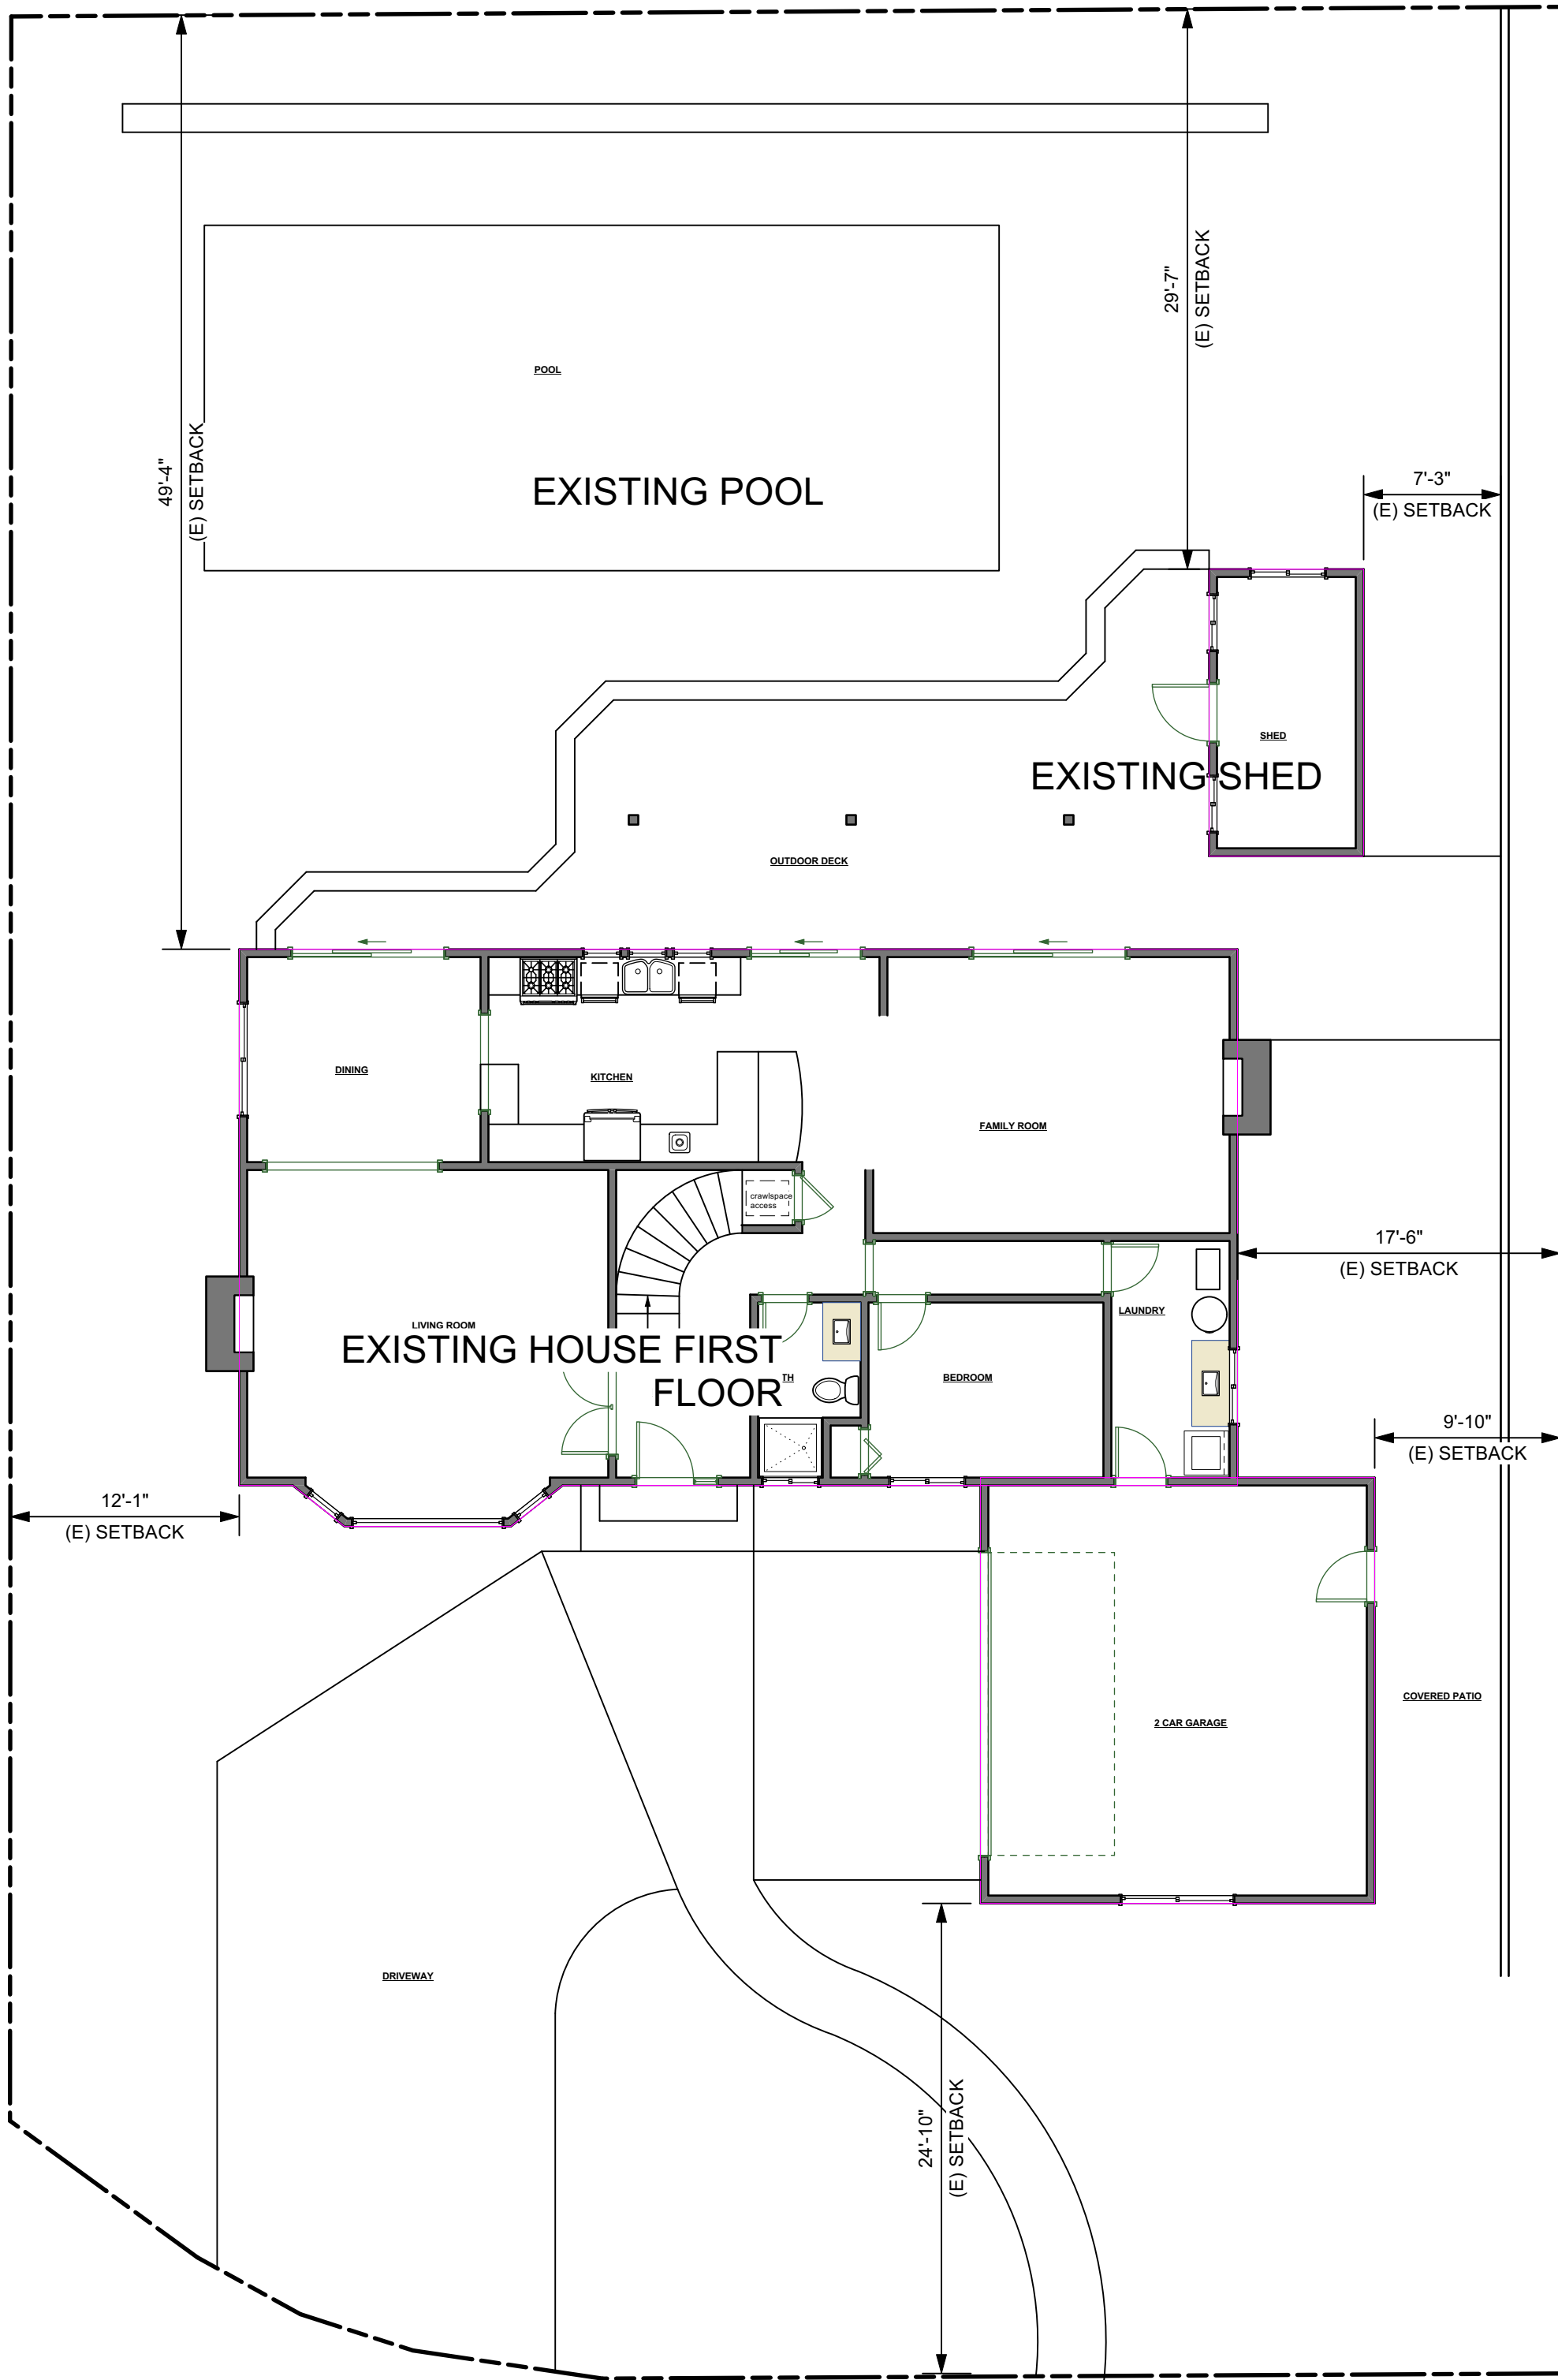 29'-7"
(E) SETBACK
POOL
49'-4"
(E) SETBACK
EXISTING POOL
7'-3"
(E) SETBACK
SHED
EXISTING SHED
OUTDOOR DECK
DINING
KITCHEN
FAMILY ROOM
crawlspace
access
17'-6"
(E) SETBACK
LAUNDRY
LIVING ROOM
EXISTING HOUSE FIRST
FLOOR
TH
BEDROOM
9'-10"
(E) SETBACK
12'-1"
(E) SETBACK
COVERED PATIO
2 CAR GARAGE
DRIVEWAY
24'-10"
(E) SETBACK